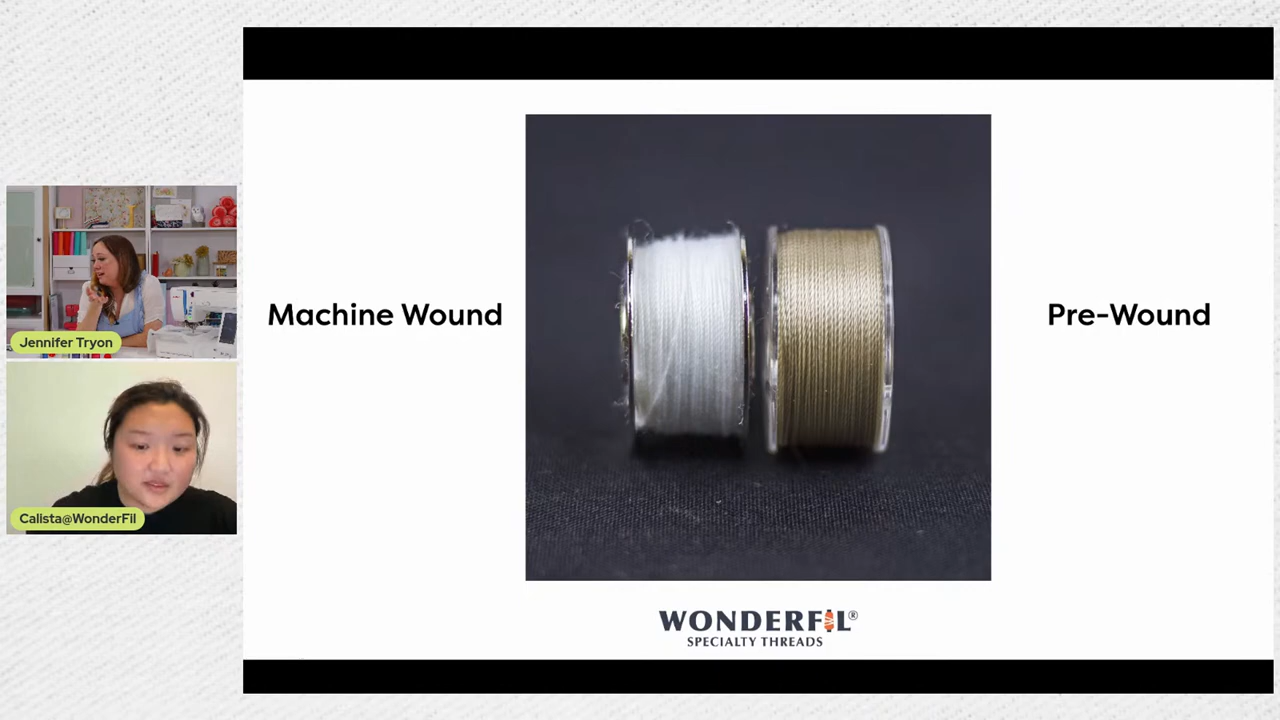 Machine Wound
Pre-Wound
Jennifer Tryon
Calista@WonderFil
WONDERFIL®
SPECIALTY THREADS